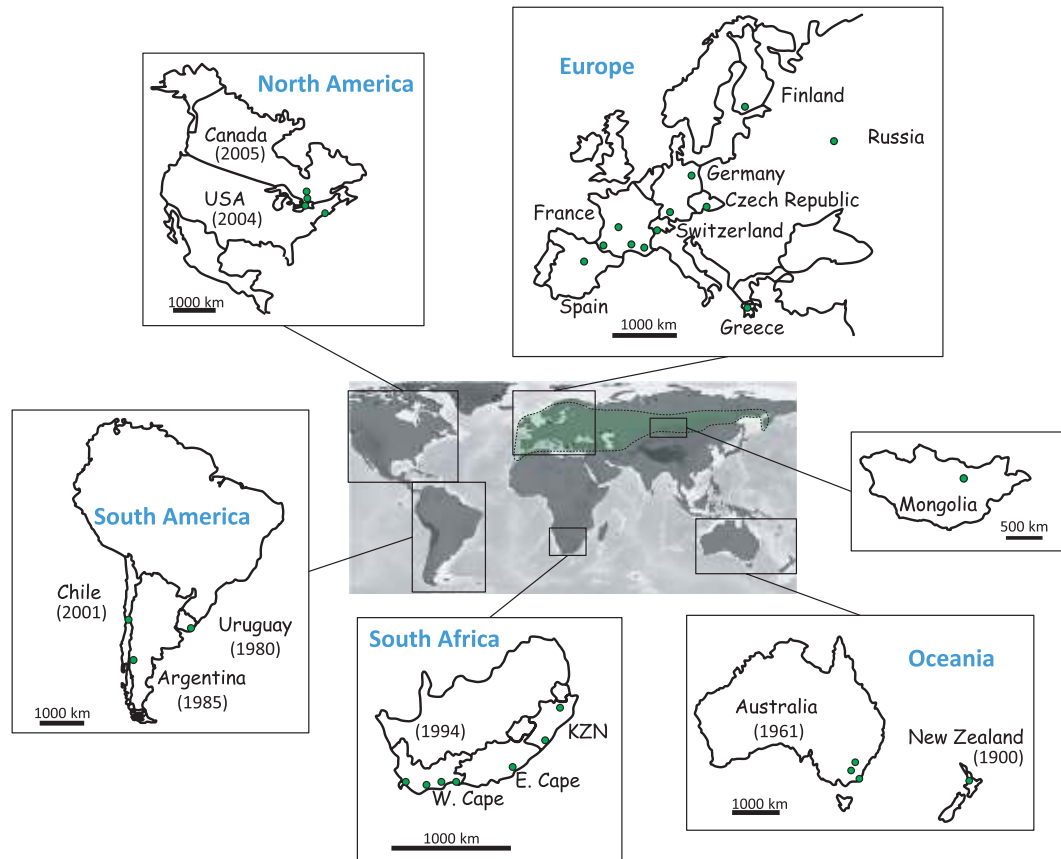 North America
Canada
(2005)
USA
(2004)
1000 km
Europe
Finland
Russia
Germany
Czech Republic
France
Switzerland
Spain
Greece
1000 km
South America
Chile
(2001)
Uruguay
(1980)
Argentina
(1985)
1000 km
Mongolia
500 km
South Africa
(1994)
KZN
E. Cape
W. Cape
1000 km
Oceania
Australia
(1961)
New Zealand
(1900)
1000 km